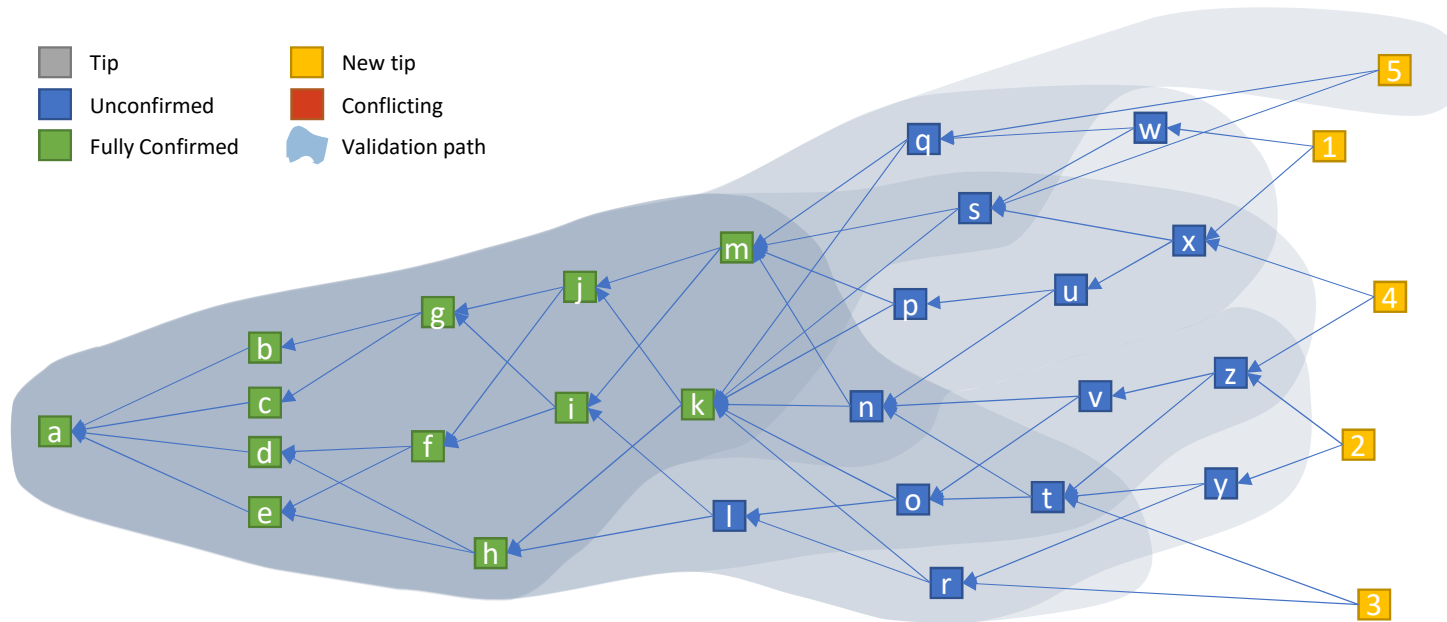 Tip
New tip
Unconfirmed
Conflicting
Fully Confirmed
Validation path
5
w
q
1
s
x
m
j
u
4
p
g
b
z
v
c
k
n
i
a
f
2
d
y
t
o
e
l
h
r
3